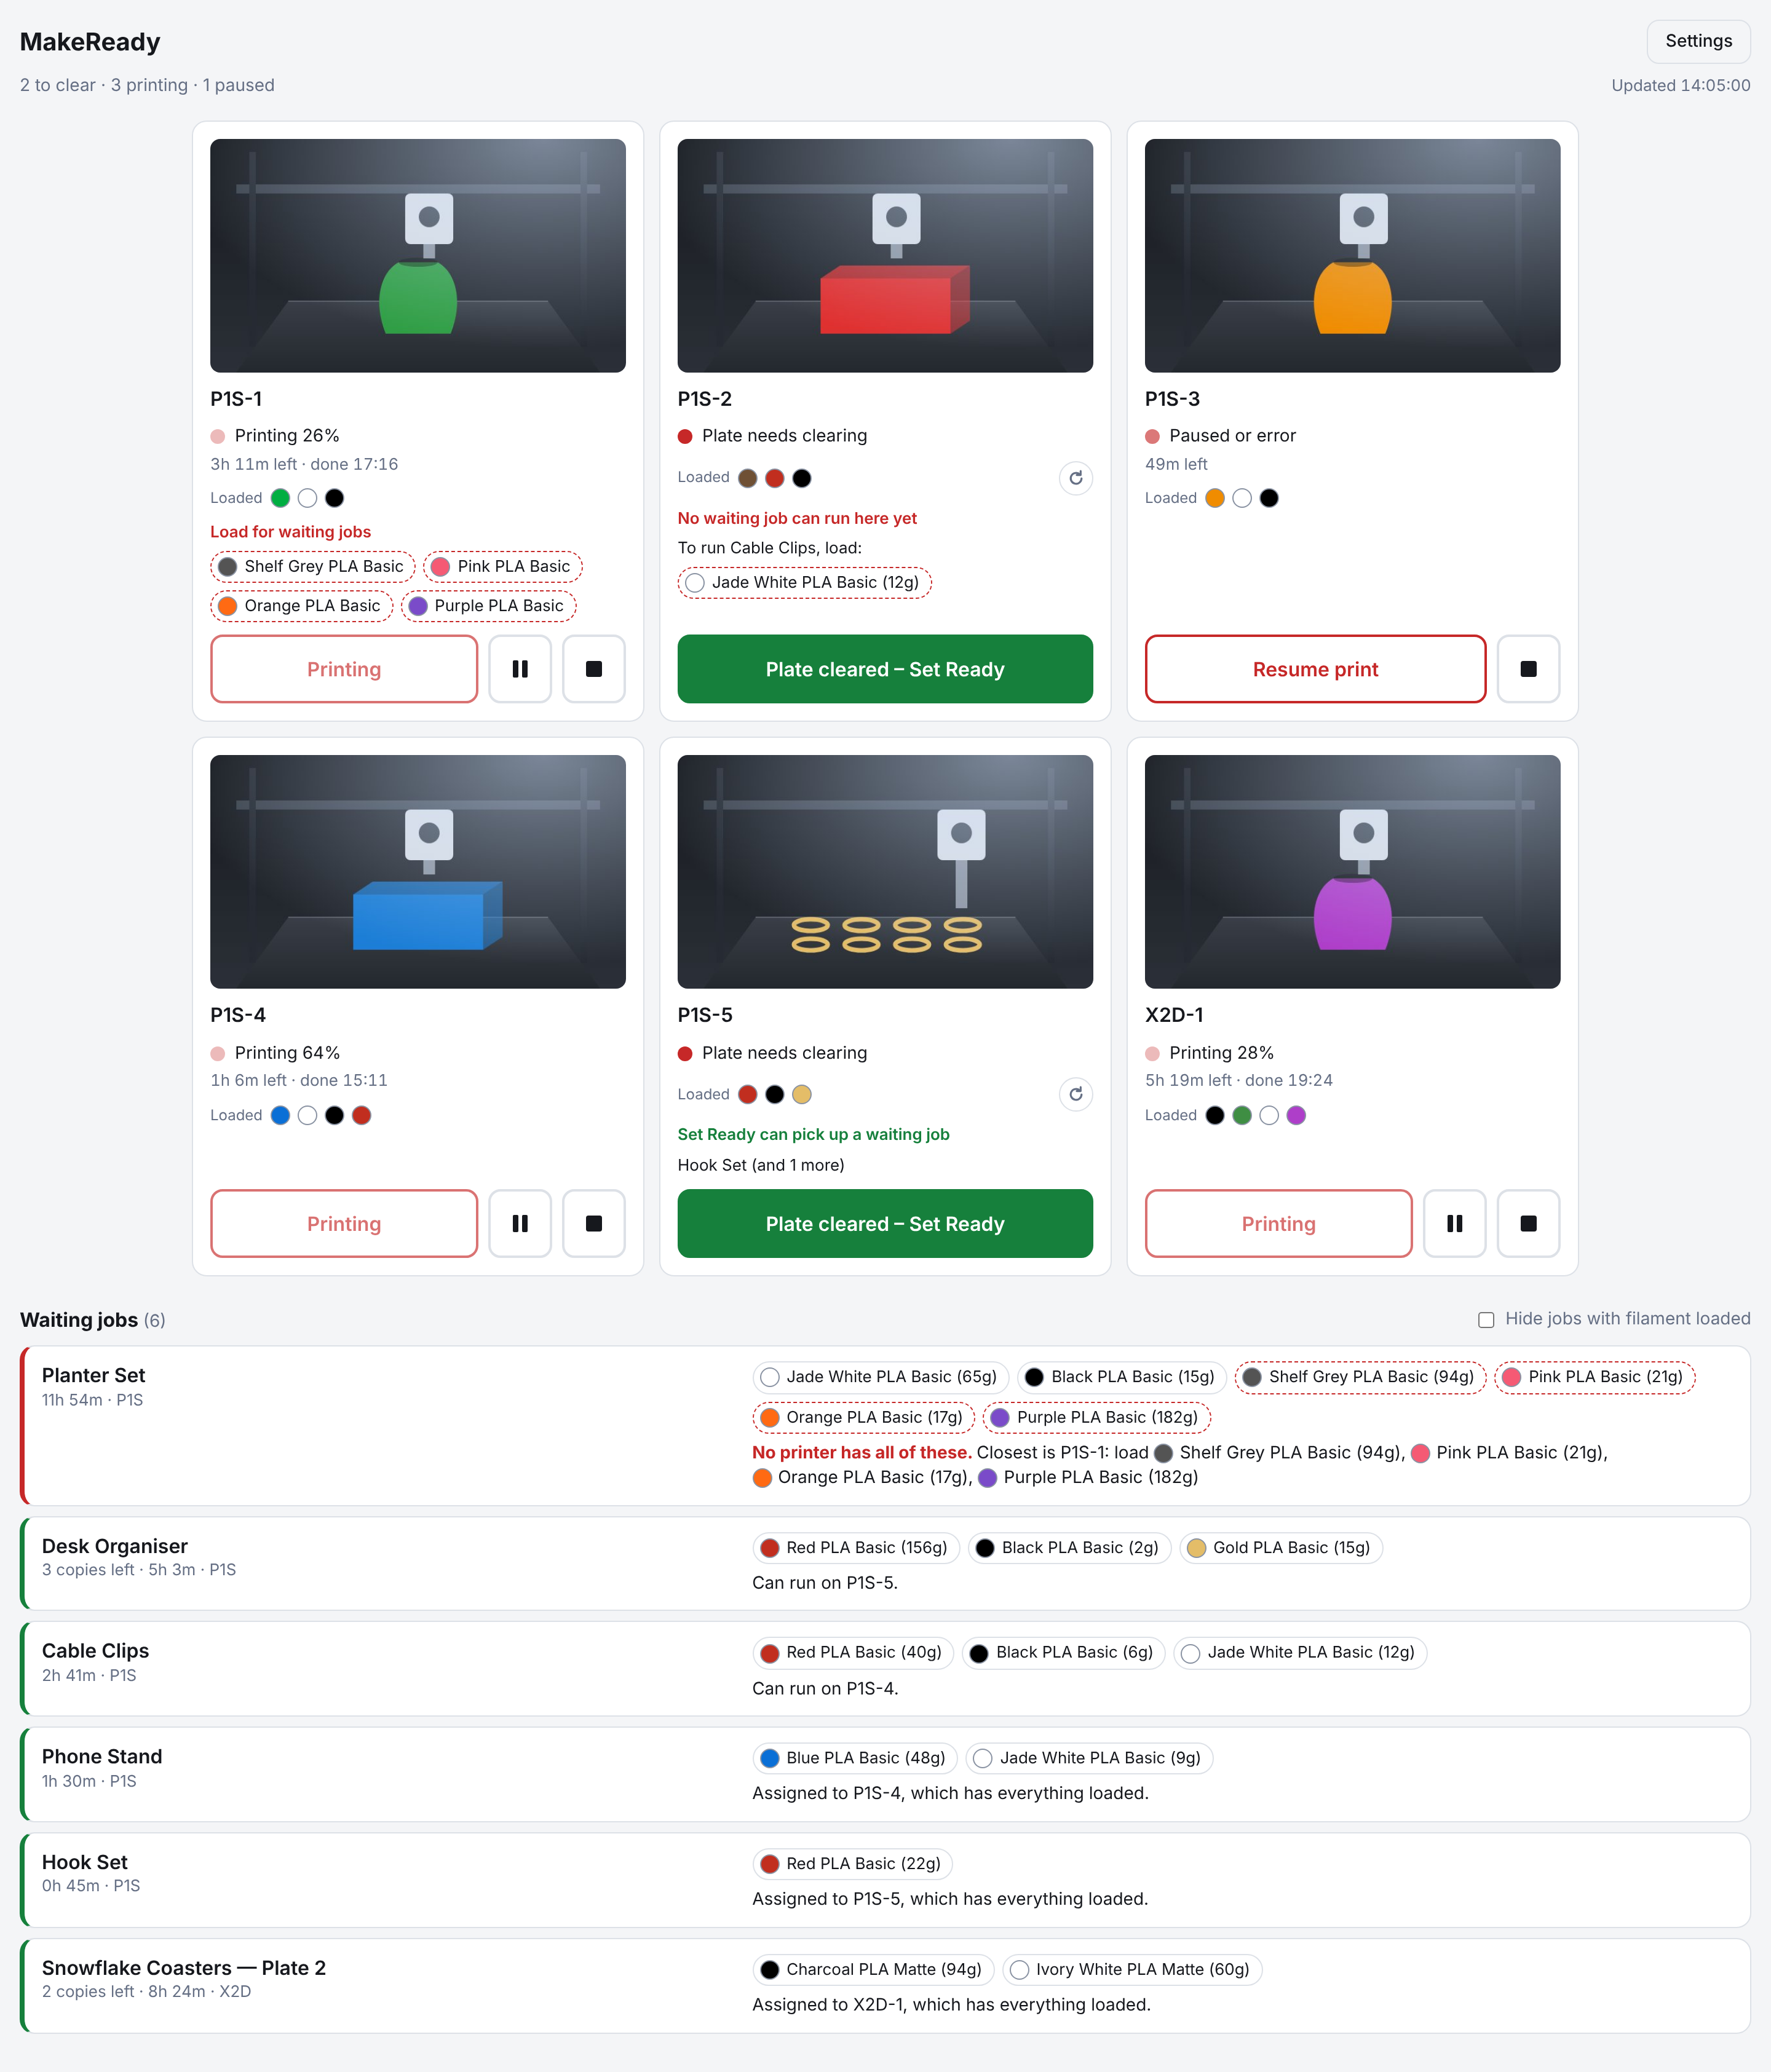 MakeReady
Settings
2 to clear · 3 printing · 1 paused
Updated 14:05:00
P1S-1
Printing 26%
3h 11m left · done 17:16
Loaded
Load for waiting jobs
Shelf Grey PLA Basic
Pink PLA Basic
Orange PLA Basic
Purple PLA Basic
Printing
P1S-2
Plate needs clearing
Loaded
No waiting job can run here yet
To run Cable Clips, load:
Jade White PLA Basic (12g)
Plate cleared – Set Ready
P1S-3
Paused or error
49m left
Loaded
Resume print
P1S-4
Printing 64%
1h 6m left · done 15:11
Loaded
Printing
P1S-5
Plate needs clearing
Loaded
Set Ready can pick up a waiting job
Hook Set (and 1 more)
Plate cleared – Set Ready
X2D-1
Printing 28%
5h 19m left · done 19:24
Loaded
Printing
Waiting jobs (6)
Hide jobs with filament loaded
Planter Set
11h 54m · P1S
Jade White PLA Basic (65g)
Black PLA Basic (15g)
Shelf Grey PLA Basic (94g)
Pink PLA Basic (21g)
Orange PLA Basic (17g)
Purple PLA Basic (182g)
No printer has all of these. Closest is P1S-1: load Shelf Grey PLA Basic (94g), Pink PLA Basic (21g),
Orange PLA Basic (17g), Purple PLA Basic (182g)
Desk Organiser
3 copies left · 5h 3m · P1S
Red PLA Basic (156g)
Black PLA Basic (2g)
Gold PLA Basic (15g)
Can run on P1S-5.
Cable Clips
2h 41m · P1S
Red PLA Basic (40g)
Black PLA Basic (6g)
Jade White PLA Basic (12g)
Can run on P1S-4.
Phone Stand
1h 30m · P1S
Blue PLA Basic (48g)
Jade White PLA Basic (9g)
Assigned to P1S-4, which has everything loaded.
Hook Set
0h 45m · P1S
Red PLA Basic (22g)
Assigned to P1S-5, which has everything loaded.
Snowflake Coasters — Plate 2
2 copies left · 8h 24m · X2D
Charcoal PLA Matte (94g)
Ivory White PLA Matte (60g)
Assigned to X2D-1, which has everything loaded.